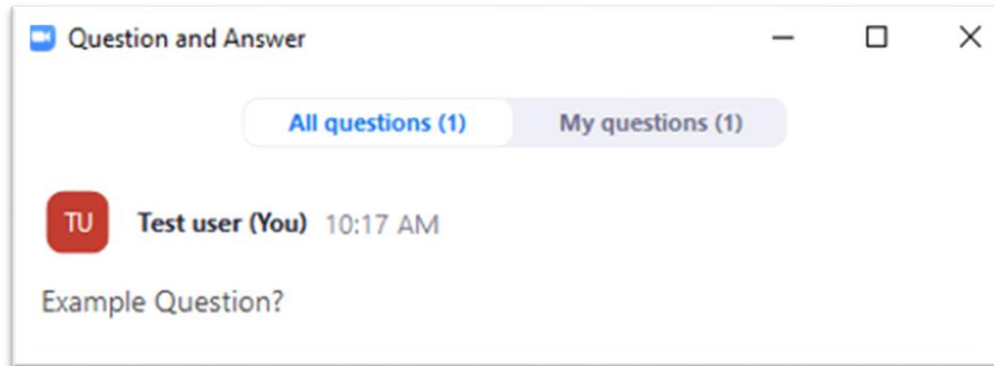 Question and Answer
All questions (1) My questions (1)
TU Test user (You) 10:17 AM
Example Question?